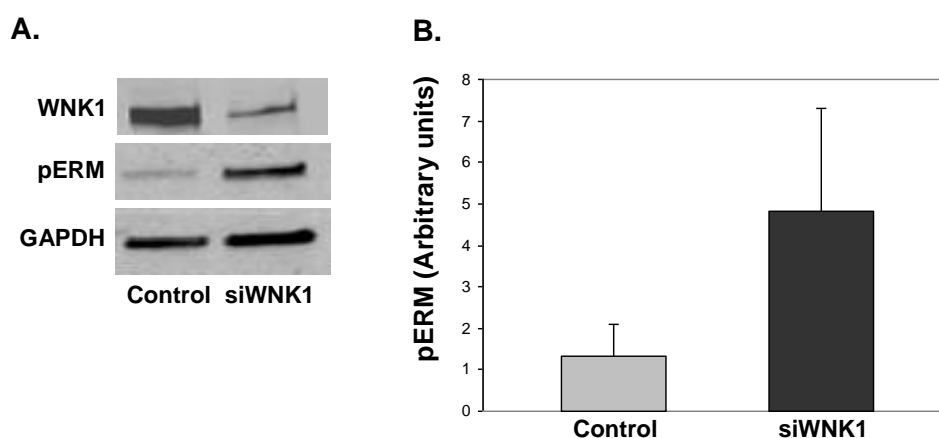 A.
WNK1
pERM
GAPDH
Control siWNK1
B.
pERM (Arbitrary units)
8
7
6
5
4
3
2
1
0
Control siWNK1